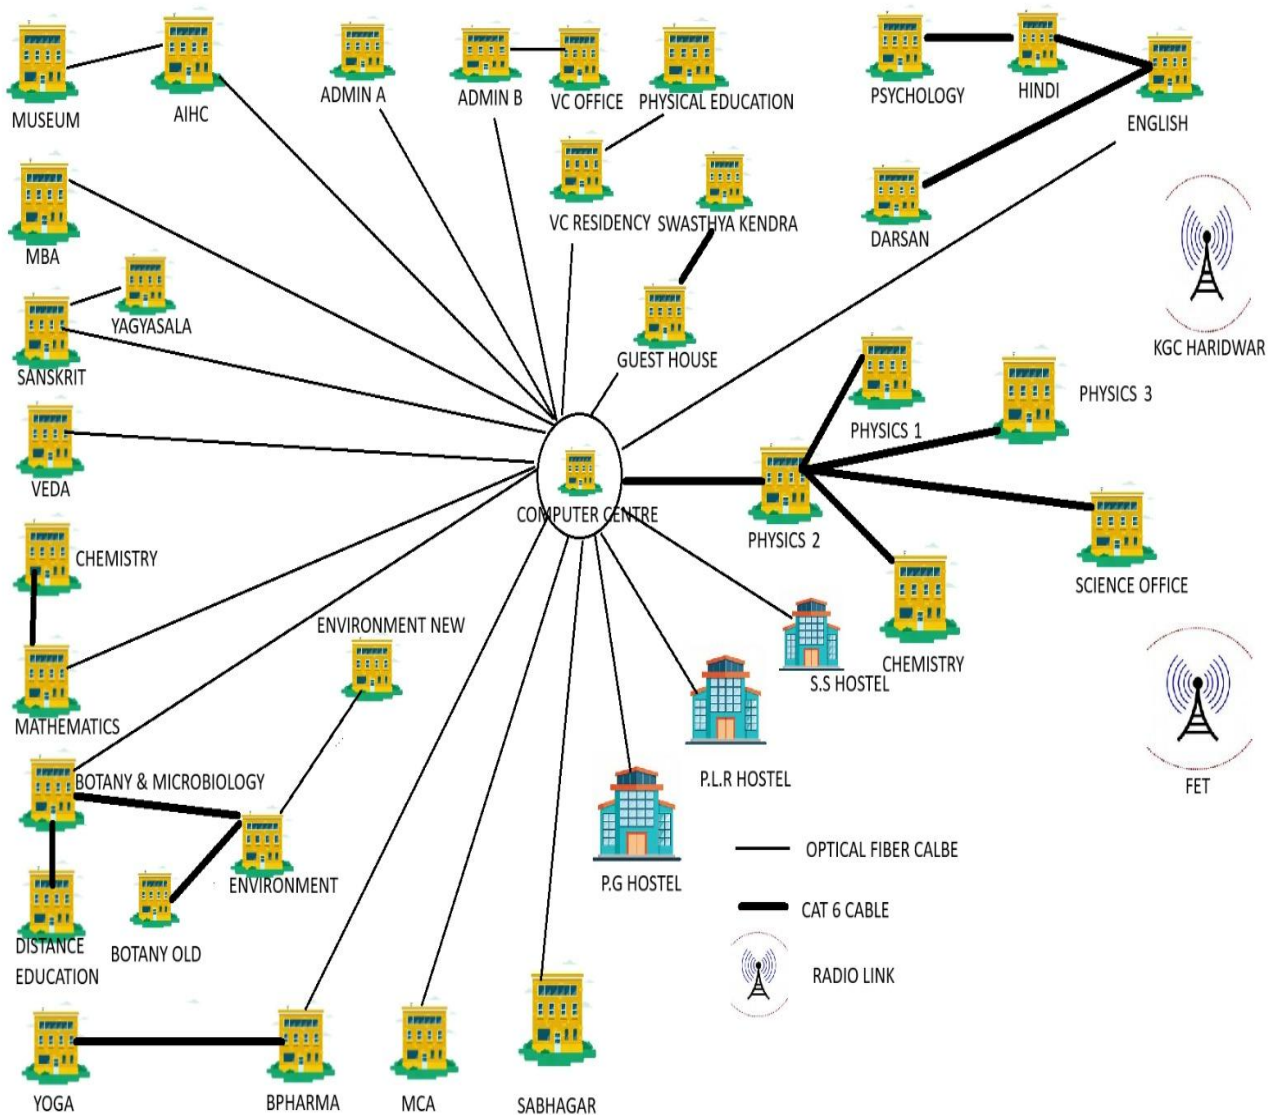 MUSEUM
AIHC
ADMIN A
ADMIN B
VC OFFICE
PHYSICAL EDUCATION
PSYCHOLOGY
HINDI
ENGLISH
MBA
VC RESIDENCY
SWASTHYA KENDRA
DARSAN
YAGYASALA
SANSKRIT
GUEST HOUSE
KGC HARIDWAR
PHYSICS 1
PHYSICS 3
VEDA
COMPUTER CENTRE
PHYSICS 2
CHEMISTRY
SCIENCE OFFICE
ENVIRONMENT NEW
CHEMISTRY
S.S HOSTEL
MATHEMATICS
BOTANY & MICROBIOLOGY
P.L.R HOSTEL
FET
OPTICAL FIBER CALBE
ENVIRONMENT
P.G HOSTEL
CAT 6 CABLE
DISTANCE
EDUCATION
BOTANY OLD
RADIO LINK
YOGA
BPHARMA
MCA
SABHAGAR